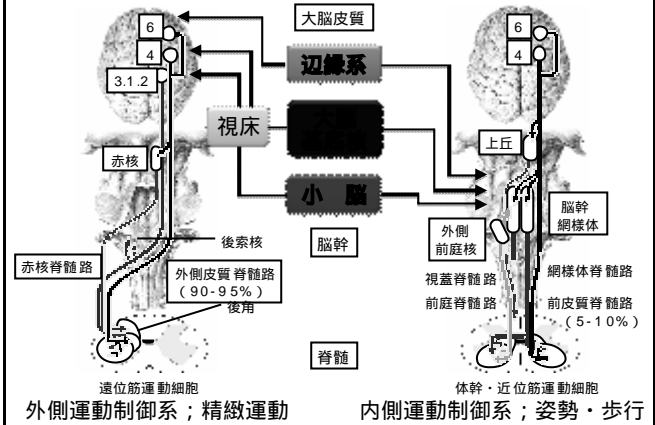 大脳皮質
6
4
3.1.2
辺縁系
視床
小 脳
赤核
後索核
赤核脊髄路
外側皮質脊髄路
(90-95%)
後角
脳幹
脊髄
6
4
上丘
外側
前庭核
脳幹
網様体
視蓋脊髄路
網様体脊髄路
前庭脊髄路
前皮質脊髄路
(5-10%)
遠位筋運動細胞
体幹・近位筋運動細胞
外側運動制御系;精緻運動
内側運動制御系;姿勢・歩行